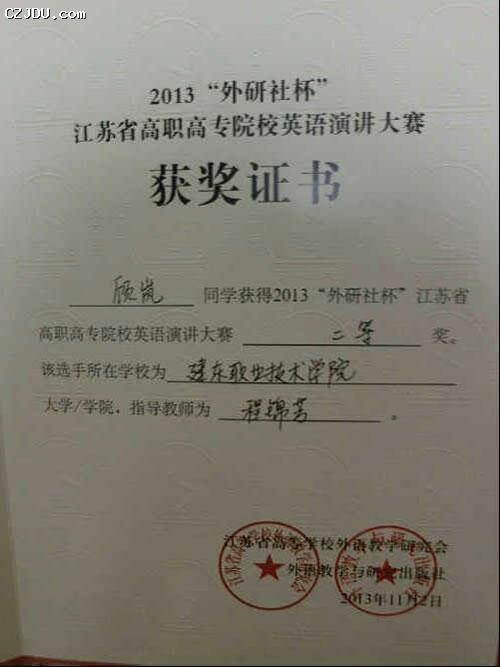 CZJDU.com
2013“外研社杯”
江苏省高职高专院校英语演讲大赛
获奖证书
顾岚 同学获得2013“外研社杯”江苏省
高职高专院校英语演讲大赛 二等 奖。
该选手所在学校为 建东职业技术学院
大学/学院，指导教师为 程锦芳 。
江苏省高等学校外语教学研究会
外语教学与研究出版社
2013年11月2日